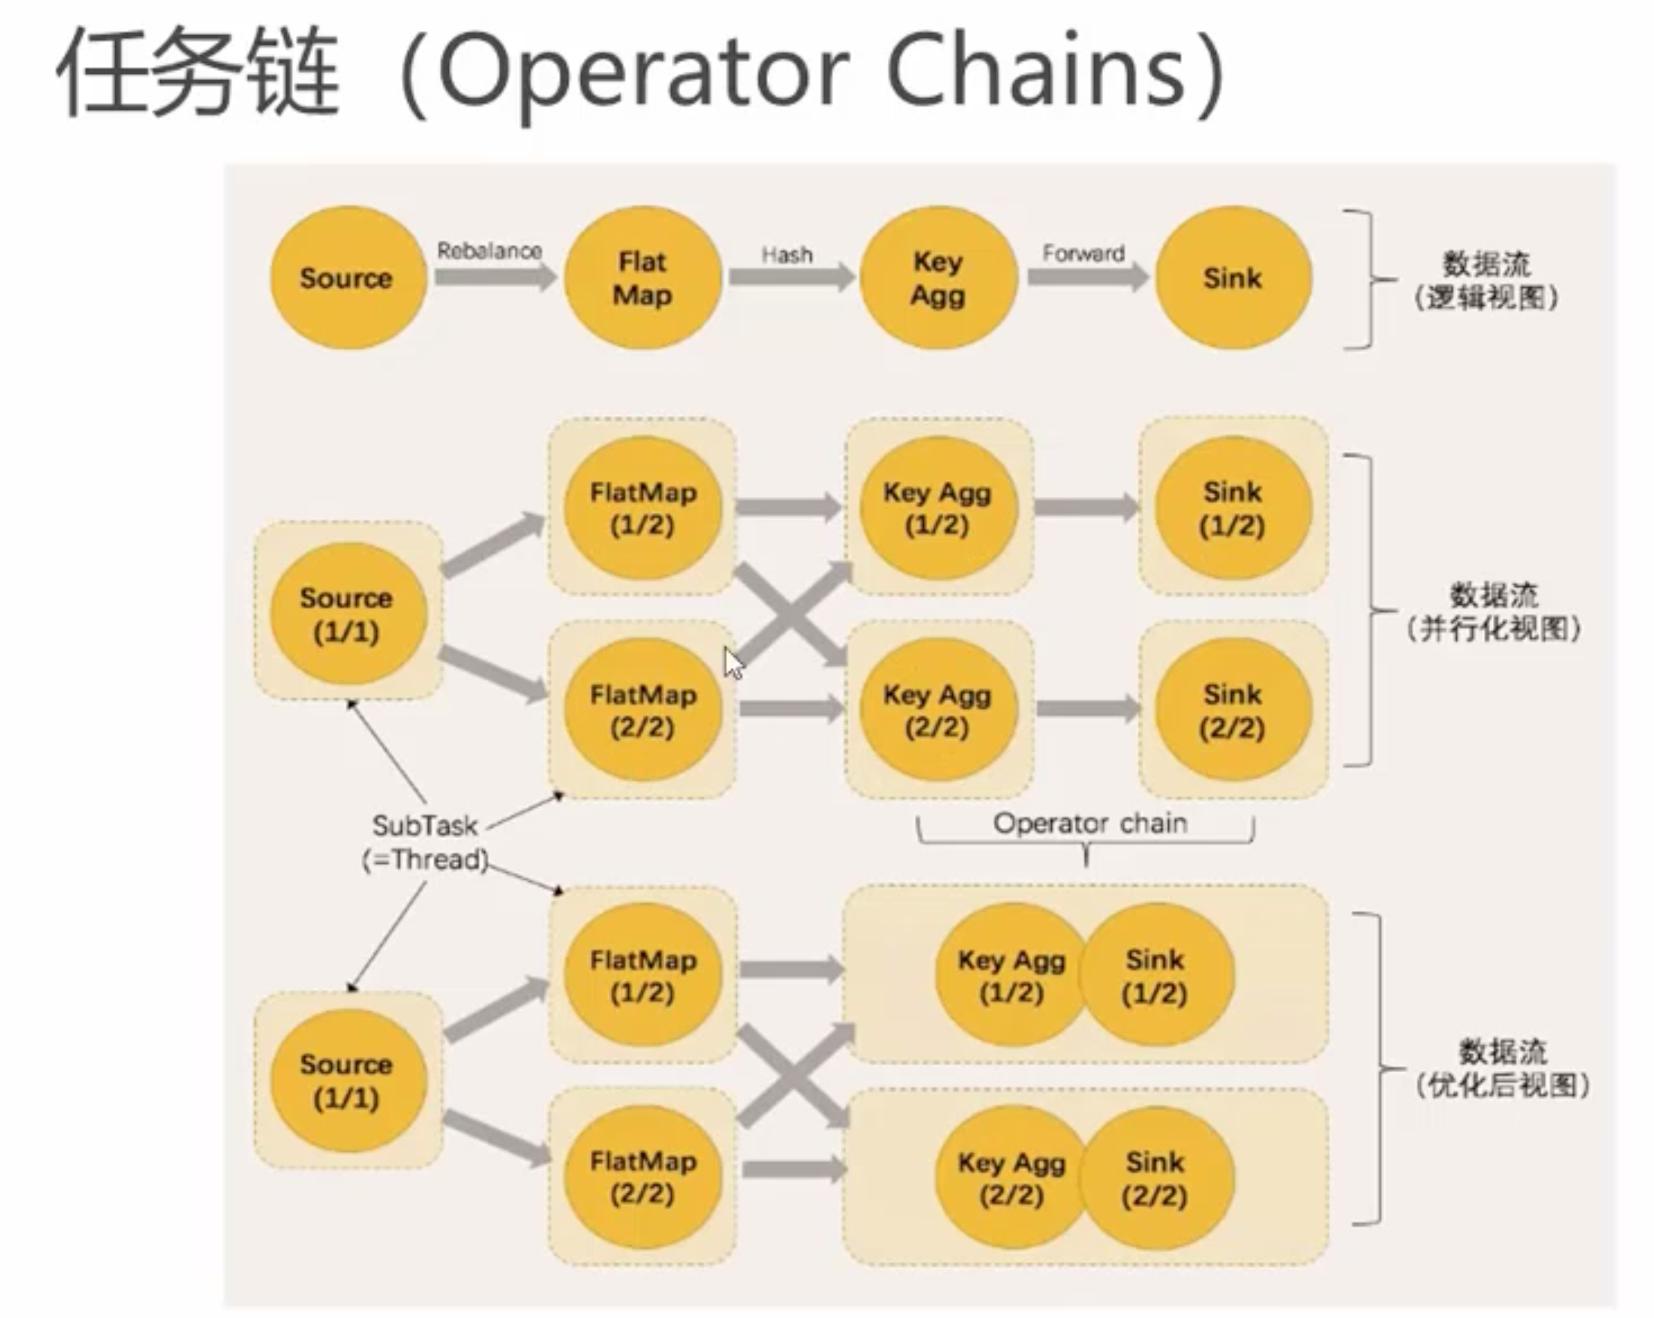 任务链（Operator Chains）
Source
Rebalance
Flat
Map
Hash
Key
Agg
Forward
Sink
数据流
(逻辑视图)
Source
(1/1)
FlatMap
(1/2)
Key Agg
(1/2)
Sink
(1/2)
FlatMap
(2/2)
Key Agg
(2/2)
Sink
(2/2)
数据流
(并行化视图)
SubTask
(=Thread)
Operator chain
Source
(1/1)
FlatMap
(1/2)
Key Agg
(1/2)
Sink
(1/2)
FlatMap
(2/2)
Key Agg
(2/2)
Sink
(2/2)
数据流
(优化后视图)